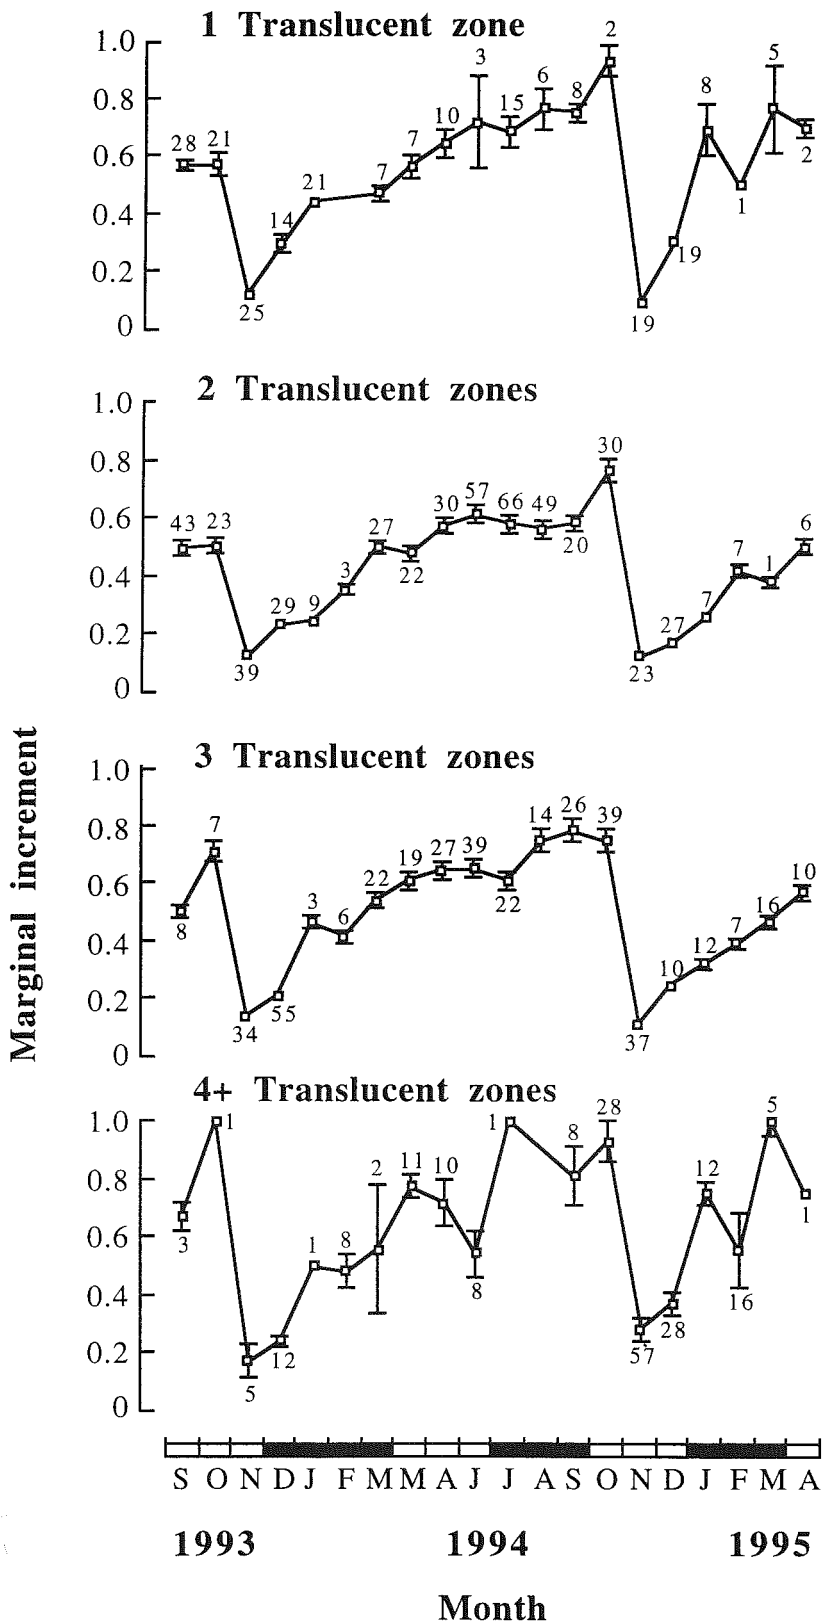 1 Translucent zone
1.0
0.8
0.6
0.4
0.2
0
28 21 25 14 21 7 7 10 3 15 6 8 2 19 19 8 1 5 2
2 Translucent zones
1.0
0.8
0.6
0.4
0.2
0
43 23 39 29 9 3 27 22 30 57 66 49 20 30 23 27 7 7 1 6
3 Translucent zones
1.0
0.8
0.6
0.4
0.2
0
8 7 34 55 3 6 22 19 27 39 22 14 26 39 37 10 12 7 16 10
4+ Translucent zones
1.0
0.8
0.6
0.4
0.2
0
3 1 5 12 1 8 2 11 10 8 1 8 28 57 28 12 16 5 1
Marginal increment
S O N D J F M M A J J A S O N D J F M A
1993 1994 1995
Month